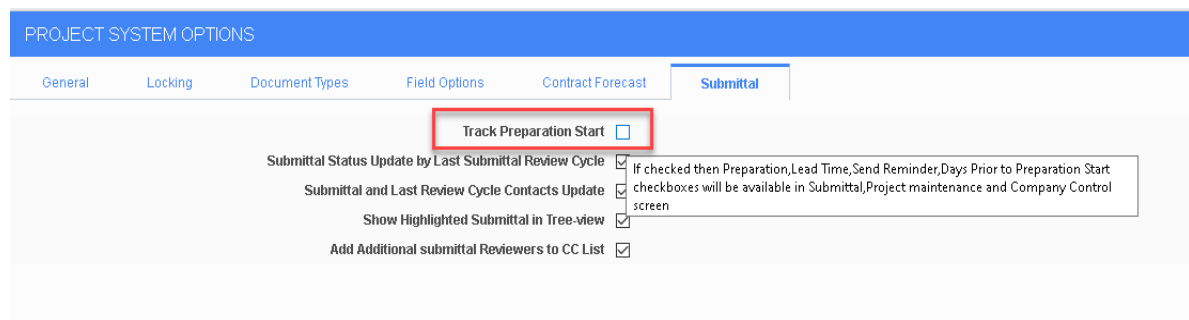 PROJECT SYSTEM OPTIONS
General Locking Document Types Field Options Contract Forecast Submittal
Track Preparation Start
Submittal Status Update by Last Submittal Review Cycle
If checked then Preparation,Lead Time,Send Reminder,Days Prior to Preparation Start
checkboxes will be available in Submittal,Project maintenance and Company Control
screen
Submittal and Last Review Cycle Contacts Update
Show Highlighted Submittal in Tree-view
Add Additional submittal Reviewers to CC List